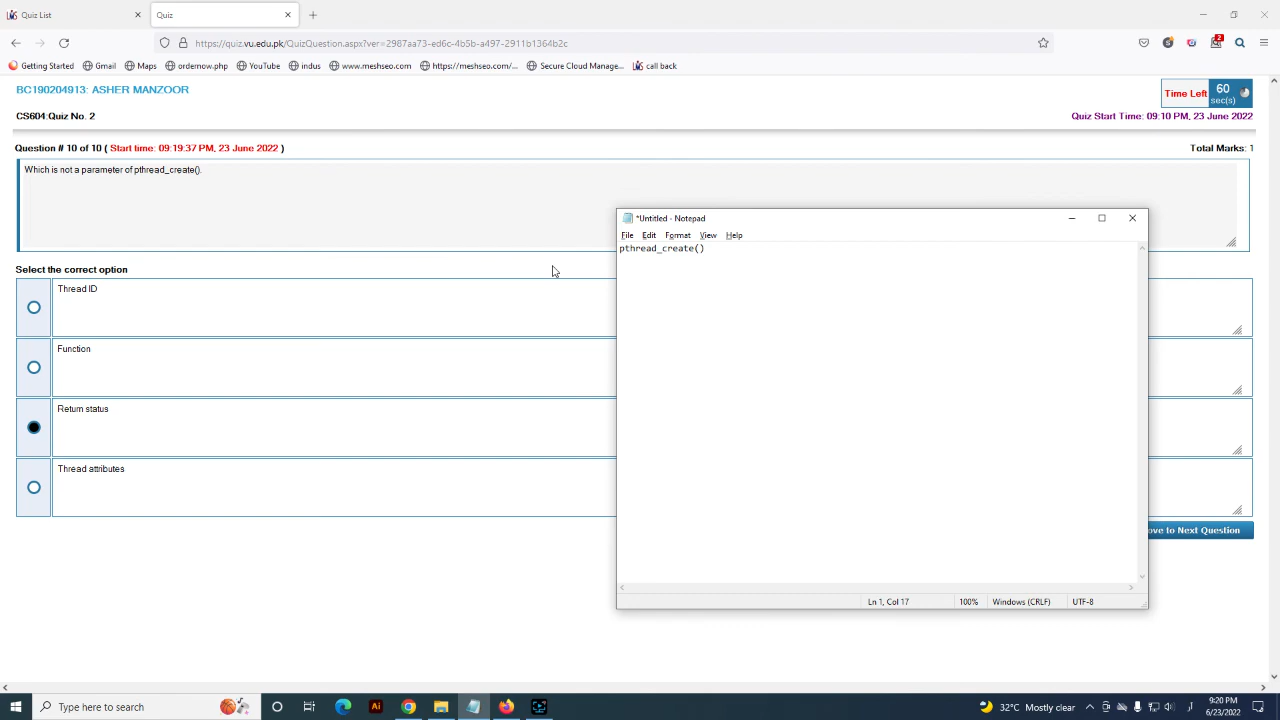 Quiz List
Quiz
https://quiz.vu.edu.pk/QuizQuestion.aspx?ver=2987aa73-ed6c-4b5b-a497-2911b1364bb2
2
Getting Started
Gmail
Maps
ordernow.php
YouTube
indus
www.meshseo.com
https://meshseo.com/...
Secure Cloud Manage...
call back
BC190204913: ASHER MANZOOR
Time Left
60
sec(s)
CS604:Quiz No. 2
Quiz Start Time: 09:10 PM, 23 June 2022
Question # 10 of 10 ( Start time: 09:19:37 PM, 23 June 2022 )
Total Marks: 1
Which is not a parameter of pthread_create().
*Untitled - Notepad
File Edit Format View Help
pthread_create()
Select the correct option
Thread ID
Function
Return status
Thread attributes
ove to Next Question
Ln 1, Col 17
100%
Windows (CRLF)
UTF-8
Type here to search
Ai
32°C Mostly clear
9:20 PM
6/23/2022